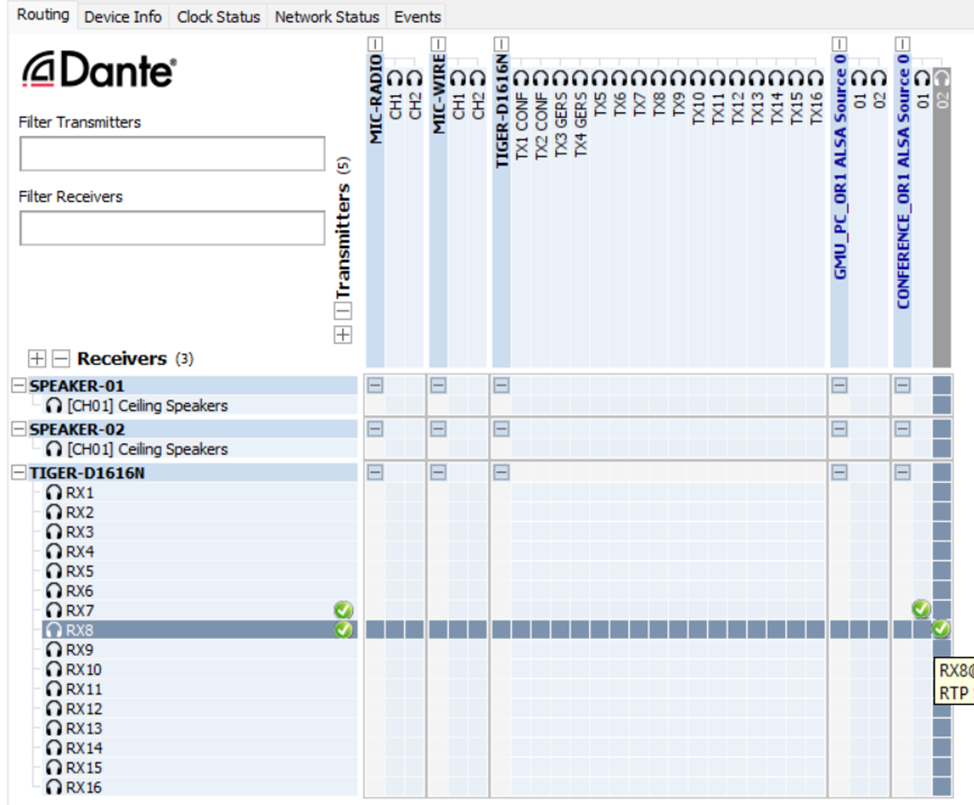 Routing Device Info Clock Status Network Status Events
Dante®
Filter Transmitters
Filter Receivers
Transmitters (5)
MIC-RADIO
CH1
CH2
MIC-WIRE
CH1
CH2
TIGER-D1616N
TX1 CONF
TX2 CONF
TX3 GERS
TX4 GERS
TX5
TX6
TX7
TX8
TX9
TX10
TX11
TX12
TX13
TX14
TX15
TX16
GMU_PC_OR1 ALSA Source 0
01
02
CONFERENCE_OR1 ALSA Source 0
01
02
Receivers (3)
SPEAKER-01
[CH01] Ceiling Speakers
SPEAKER-02
[CH01] Ceiling Speakers
TIGER-D1616N
RX1
RX2
RX3
RX4
RX5
RX6
RX7
RX8
RX9
RX10
RX11
RX12
RX13
RX14
RX15
RX16
RX8@
RTP